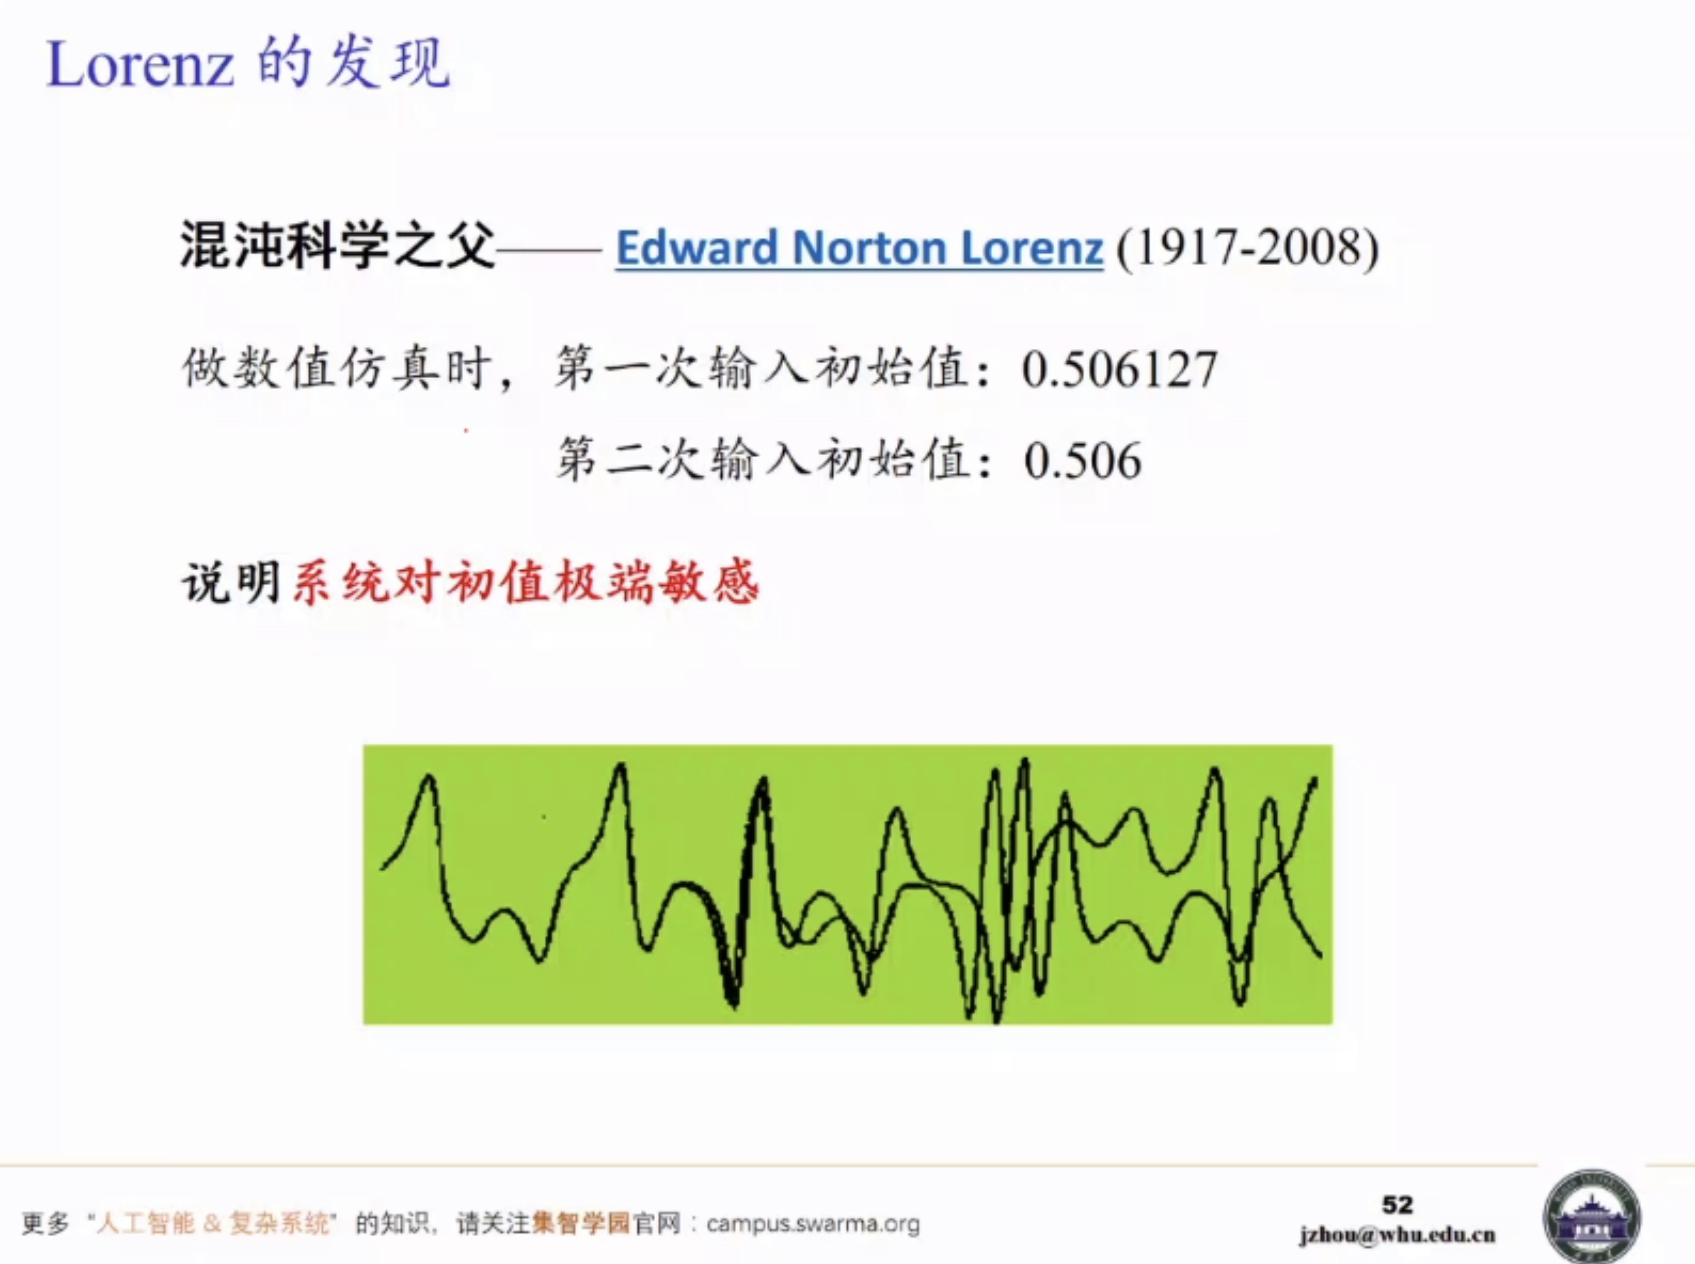 Lorenz 的发现
混沌科学之父—— Edward Norton Lorenz (1917-2008)
做数值仿真时，第一次输入初始值：0.506127
第二次输入初始值：0.506
说明系统对初值极端敏感
更多“人工智能 & 复杂系统”的知识，请关注集智学园官网：campus.swarma.org
52
jzhou@whu.edu.cn